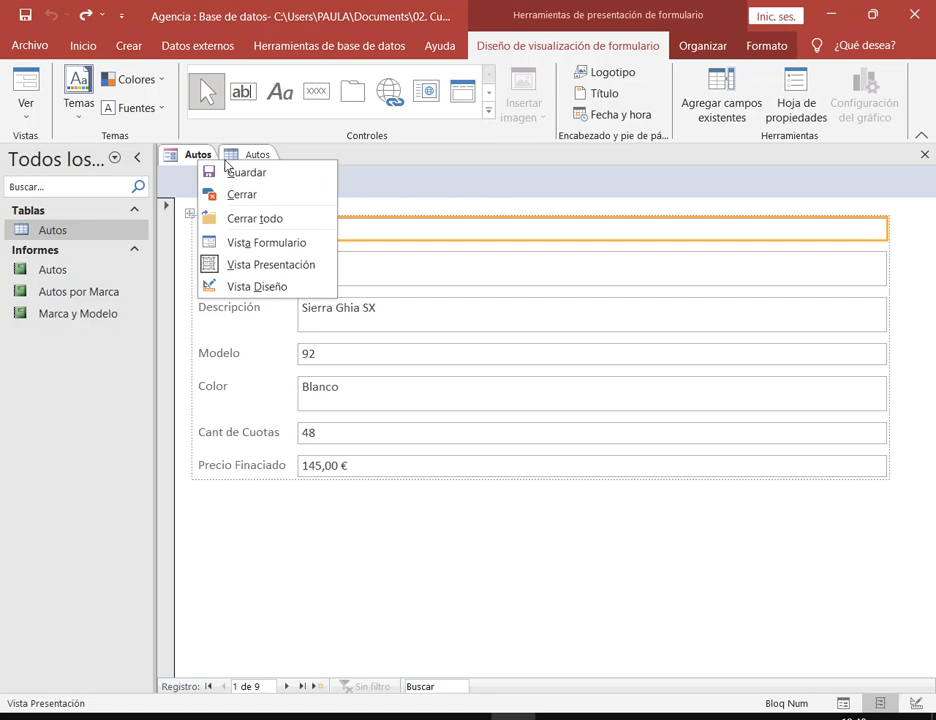 Agencia : Base de datos- C:\Users\PAULA\Documents\02. Cu...
Herramientas de presentación de formulario
Inic. ses.
Archivo
Inicio
Crear
Datos externos
Herramientas de base de datos
Ayuda
Diseño de visualización de formulario
Organizar
Formato
¿Qué desea?
Ver
Temas
Aa
Colores
A Fuentes
ab|
Aa
XXXX
Insertar
imagen
Logotipo
Título
Fecha y hora
Agregar campos
existentes
Hoja de
propiedades
Configuración
del gráfico
Vistas
Temas
Controles
Encabezado y pie de pá...
Herramientas
Todos los...
Autos
Autos
Buscar...
Tablas
Autos
Informes
Autos
Autos por Marca
Marca y Modelo
Guardar
Cerrar
Cerrar todo
Vista Formulario
Vista Presentación
Vista Diseño
Descripción
Sierra Ghia SX
Modelo
92
Color
Blanco
Cant de Cuotas
48
Precio Finaciado
145,00 €
Registro:
1 de 9
Sin filtro
Buscar
Vista Presentación
Bloq Num